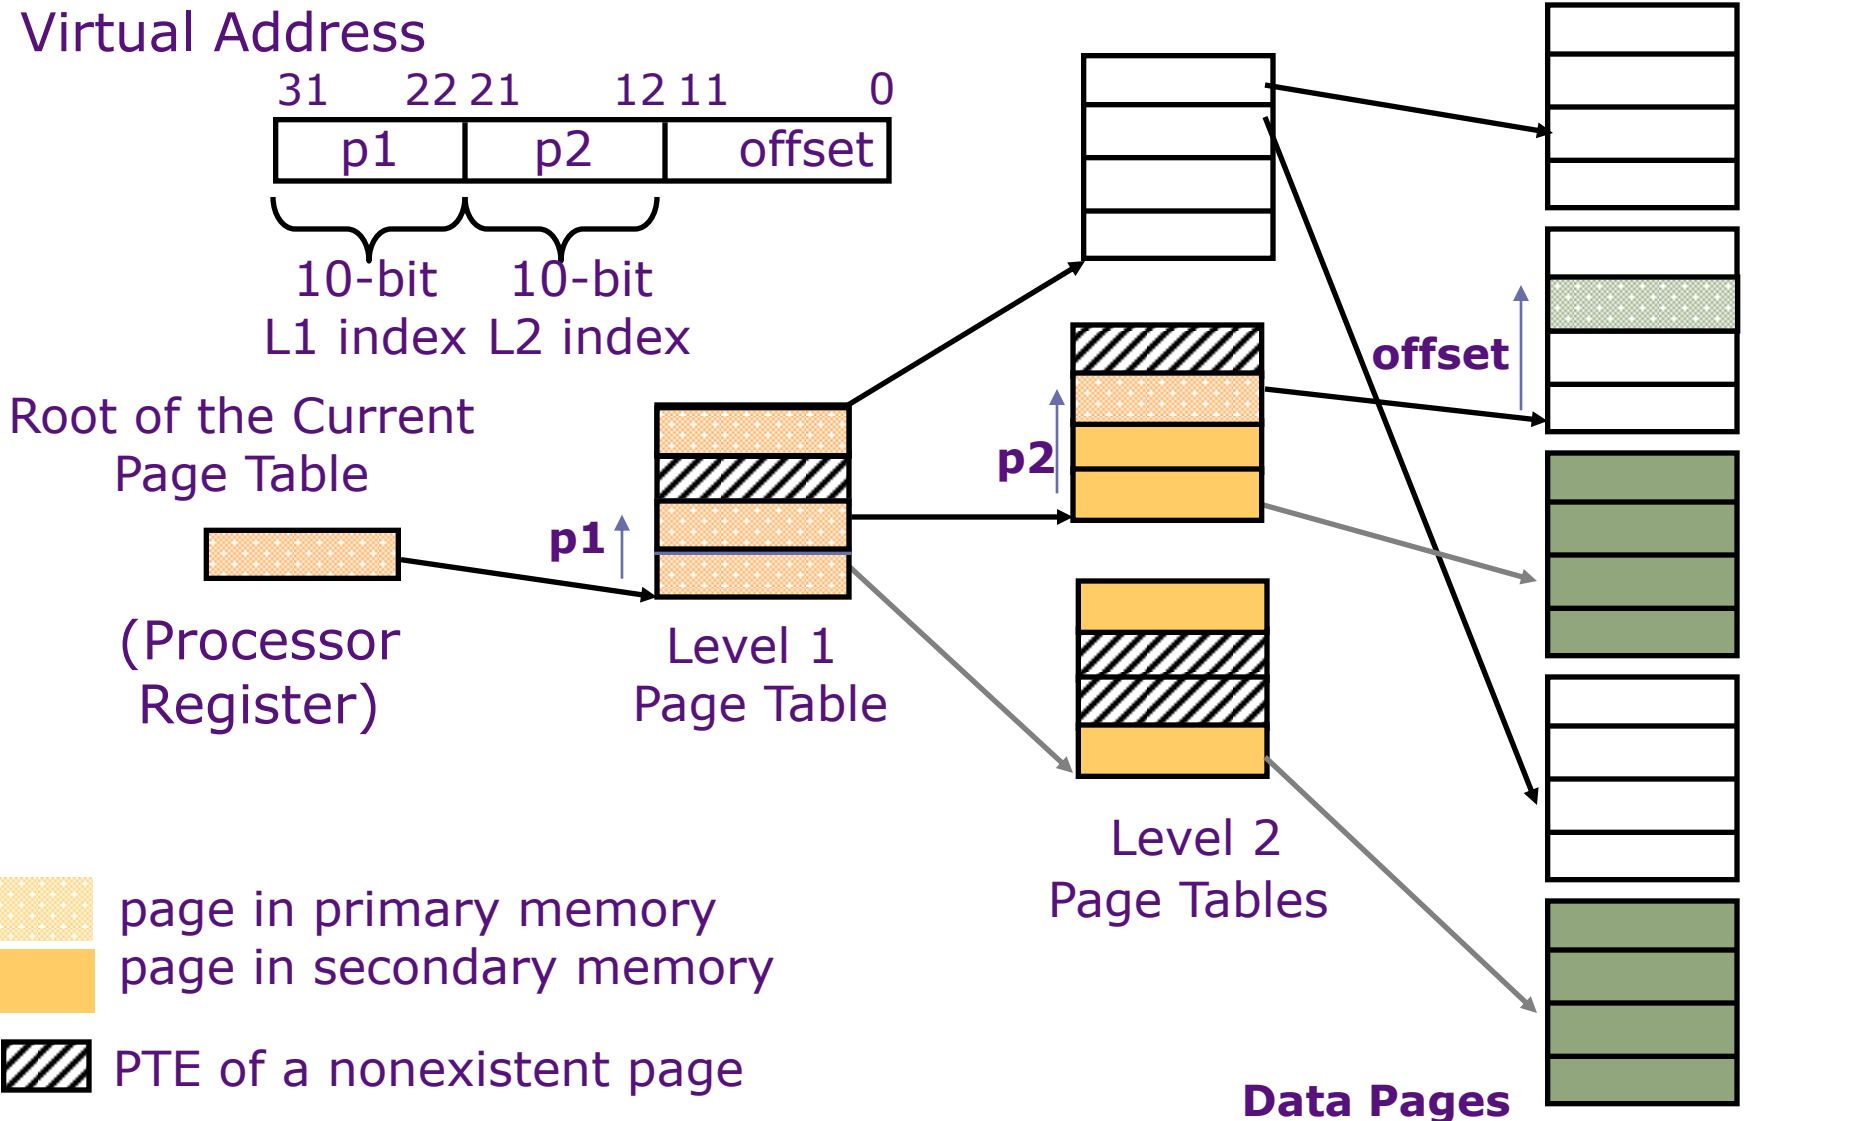 Virtual Address
31 22 21 12 11 0
p1 p2 offset
10-bit 10-bit
L1 index L2 index
Root of the Current
Page Table
(Processor
Register)
p1
Level 1
Page Table
p2
offset
Level 2
Page Tables
page in primary memory
page in secondary memory
PTE of a nonexistent page
Data Pages